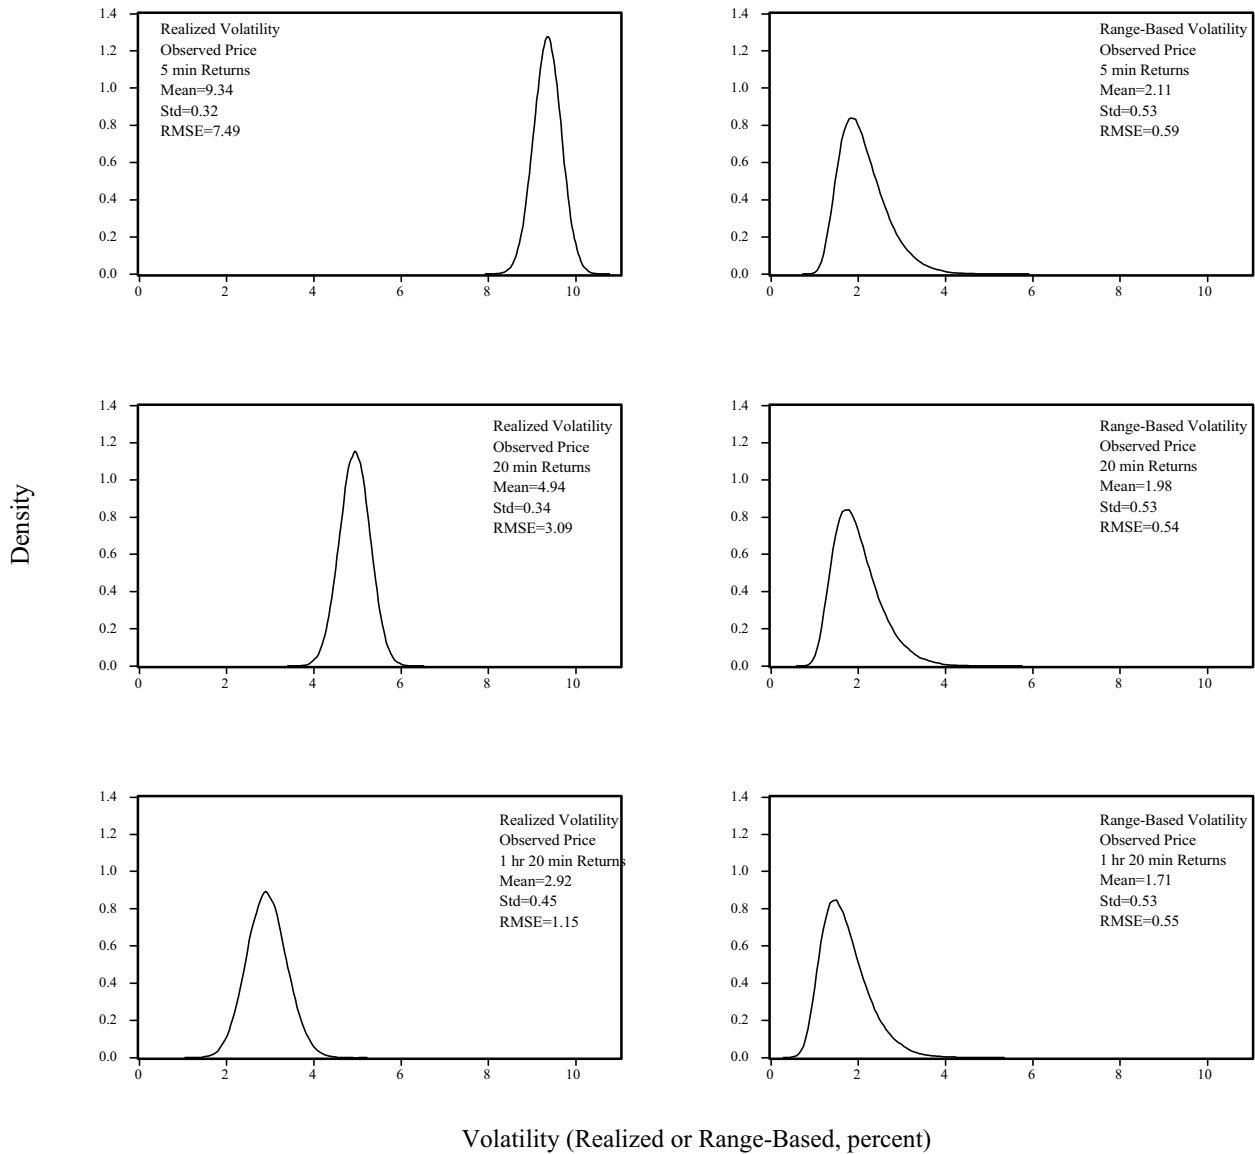 1.4
1.2
1.0
0.8
0.6
0.4
0.2
0.0
0
2
4
6
8
10
Realized Volatility
Observed Price
5 min Returns
Mean=9.34
Std=0.32
RMSE=7.49
1.4
1.2
1.0
0.8
0.6
0.4
0.2
0.0
0
2
4
6
8
10
Range-Based Volatility
Observed Price
5 min Returns
Mean=2.11
Std=0.53
RMSE=0.59
Density
1.4
1.2
1.0
0.8
0.6
0.4
0.2
0.0
0
2
4
6
8
10
Realized Volatility
Observed Price
20 min Returns
Mean=4.94
Std=0.34
RMSE=3.09
1.4
1.2
1.0
0.8
0.6
0.4
0.2
0.0
0
2
4
6
8
10
Range-Based Volatility
Observed Price
20 min Returns
Mean=1.98
Std=0.53
RMSE=0.54
1.4
1.2
1.0
0.8
0.6
0.4
0.2
0.0
0
2
4
6
8
10
Realized Volatility
Observed Price
1 hr 20 min Returns
Mean=2.92
Std=0.45
RMSE=1.15
1.4
1.2
1.0
0.8
0.6
0.4
0.2
0.0
0
2
4
6
8
10
Range-Based Volatility
Observed Price
1 hr 20 min Returns
Mean=1.71
Std=0.53
RMSE=0.55
Volatility (Realized or Range-Based, percent)